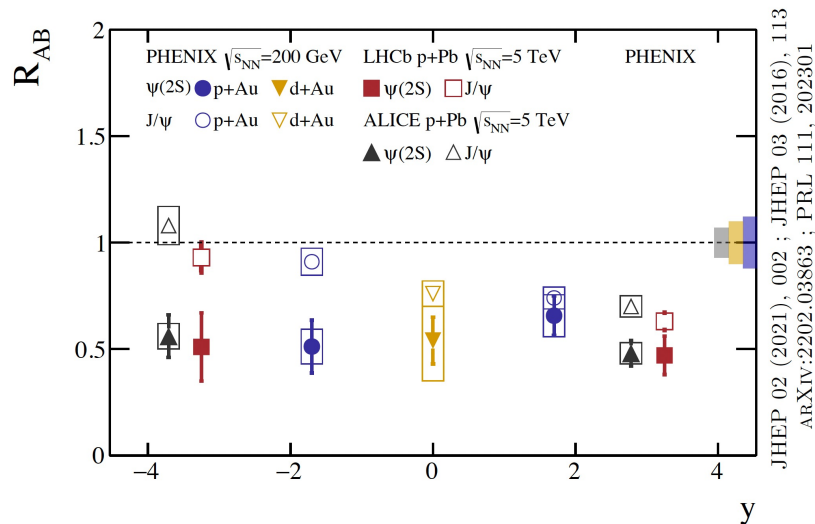 R_AB
2
1.5
1
0.5
0
PHENIX √s_NN=200 GeV
ψ(2S) p+Au d+Au
J/ψ p+Au d+Au
LHCb p+Pb √s_NN=5 TeV
ψ(2S) J/ψ
ALICE p+Pb √s_NN=5 TeV
ψ(2S) J/ψ
PHENIX
−4 −2 0 2 4
y
JHEP 02 (2021), 002 ; JHEP 03 (2016), 113
ARXIV:2202.03863 ; PRL 111, 202301